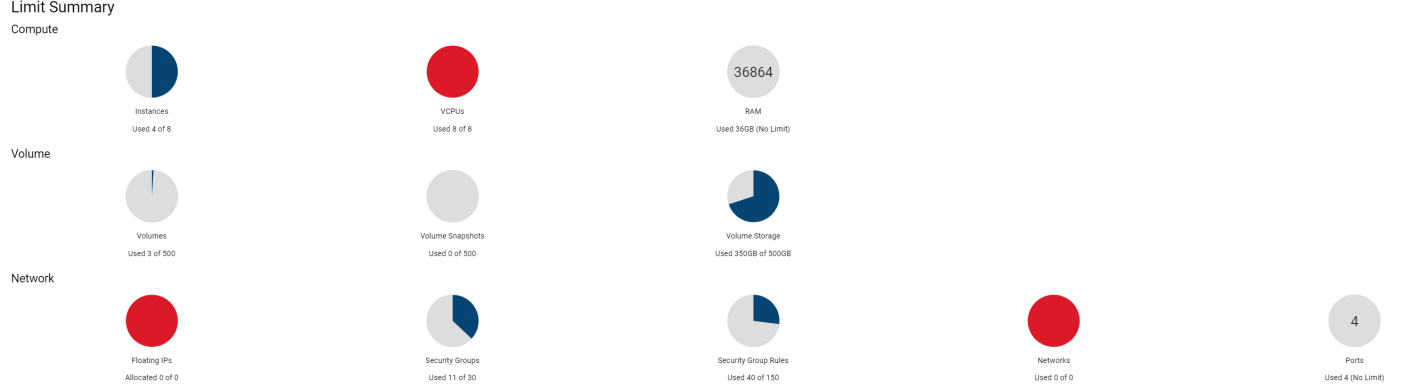 Limit Summary
Compute
36864
Instances
VCPUs
RAM
Used 4 of 8
Used 8 of 8
Used 36GB (No Limit)
Volume
Volumes
Volume Snapshots
Volume Storage
Used 3 of 500
Used 0 of 500
Used 350GB of 500GB
Network
4
Floating IPs
Security Groups
Security Group Rules
Networks
Ports
Allocated 0 of 0
Used 11 of 30
Used 40 of 150
Used 0 of 0
Used 4 (No Limit)